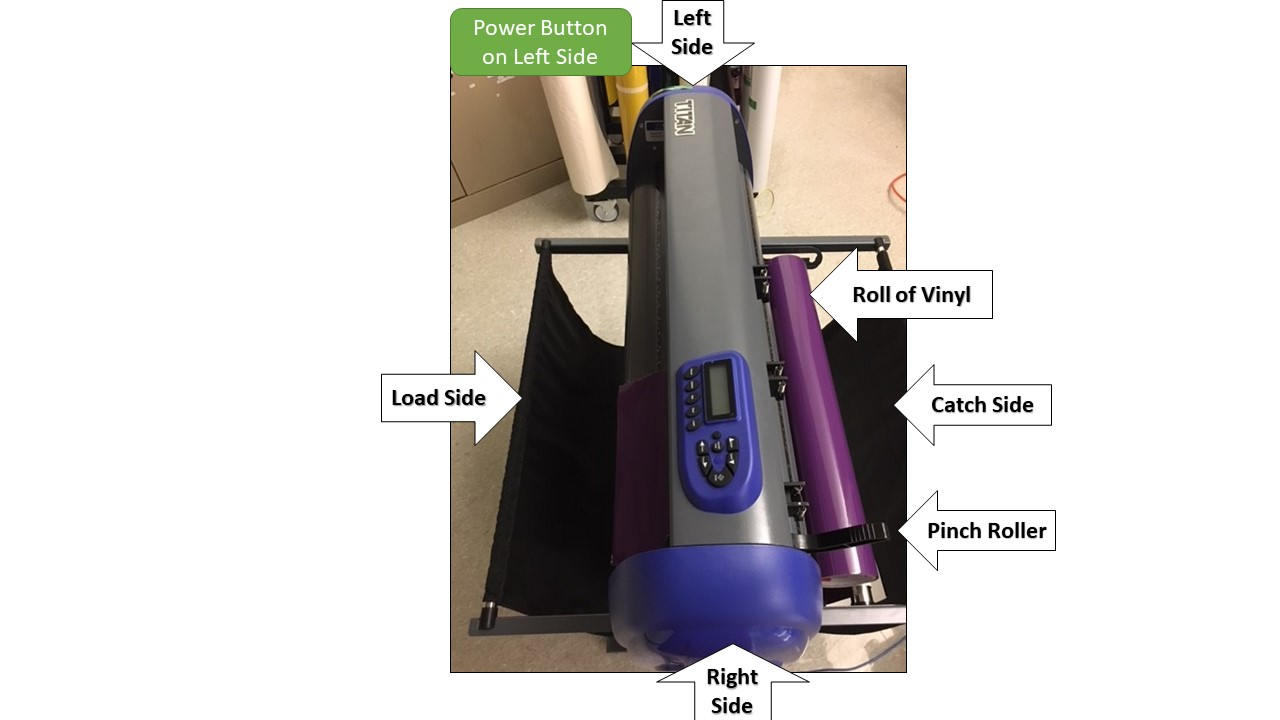 Power Button
on Left Side
Left
Side
TITAN
Roll of Vinyl
Load Side
Catch Side
Pinch Roller
Right
Side